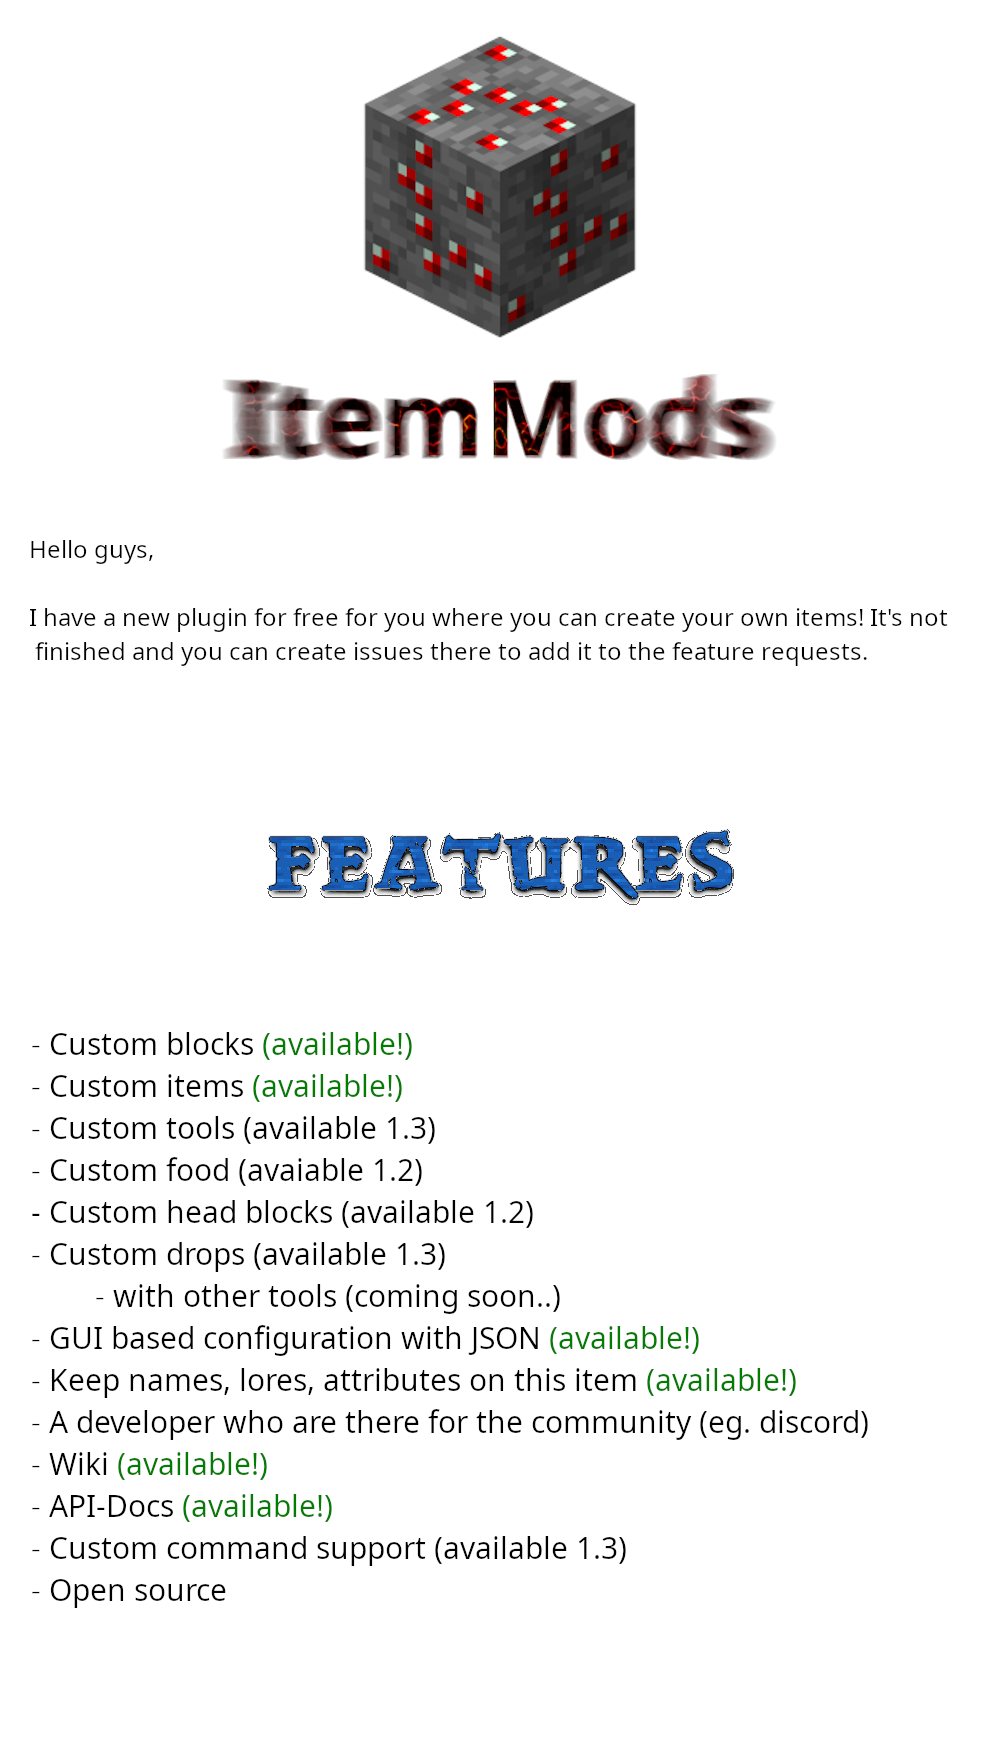 ItemMods
Hello guys,
I have a new plugin for free for you where you can create your own items! It's not
finished and you can create issues there to add it to the feature requests.
FEATURES
- Custom blocks (available!)
- Custom items (available!)
- Custom tools (available 1.3)
- Custom food (avaiable 1.2)
- Custom head blocks (available 1.2)
- Custom drops (available 1.3)
- with other tools (coming soon..)
- GUI based configuration with JSON (available!)
- Keep names, lores, attributes on this item (available!)
- A developer who are there for the community (eg. discord)
- Wiki (available!)
- API-Docs (available!)
- Custom command support (available 1.3)
- Open source